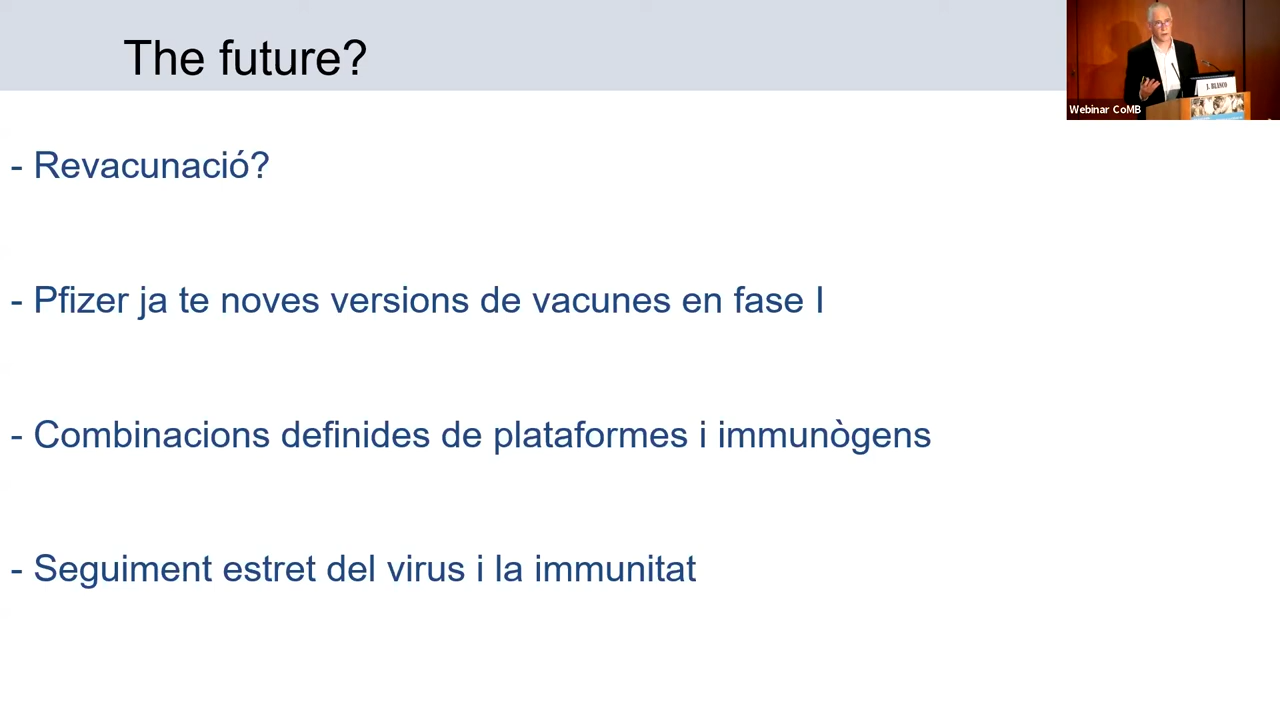 The future?
Webinar CoMB
J. BLASCO
- Revacunació?
- Pfizer ja te noves versions de vacunes en fase I
- Combinacions definides de plataformes i immunògens
- Seguiment estret del virus i la immunitat